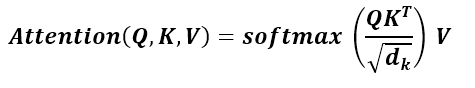 Attention(Q, K, V) = softmax (QK^T / √d_k) V